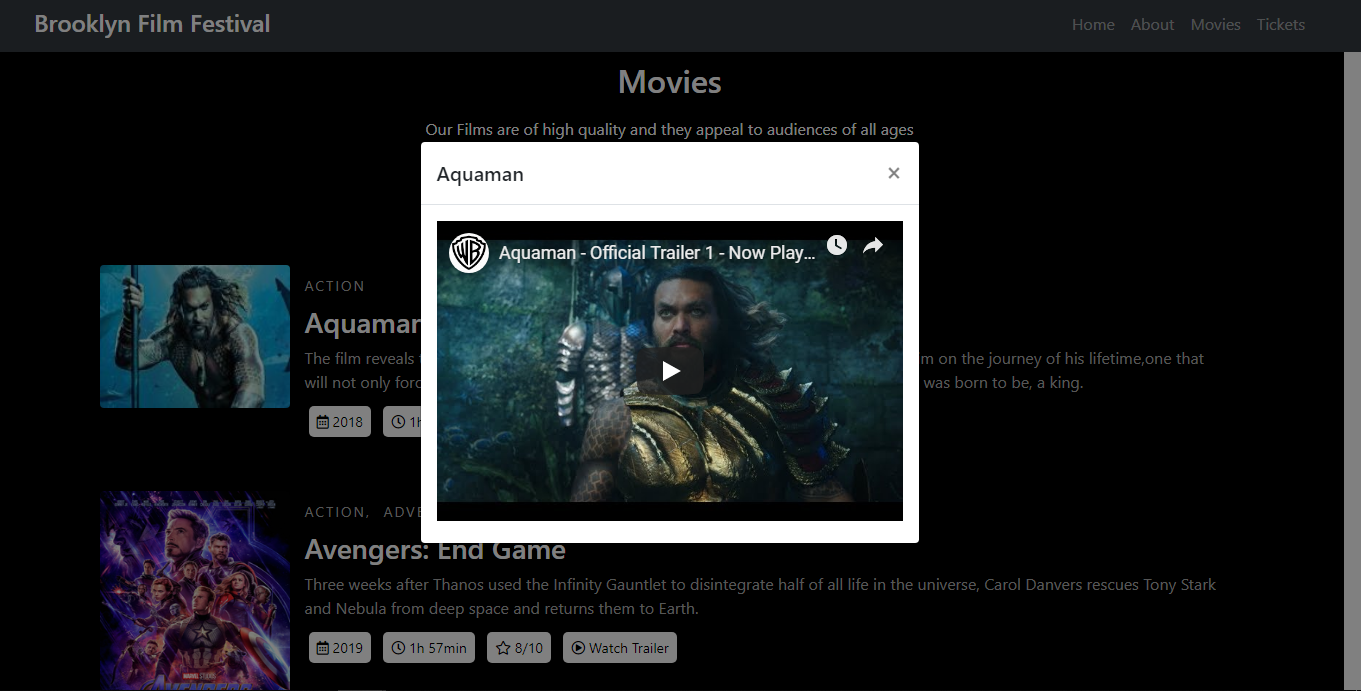 Brooklyn Film Festival
Home About Movies Tickets
Movies
Our Films are of high quality and they appeal to audiences of all ages
Aquaman ×
WB Aquaman - Official Trailer 1 - Now Play...
ACTION
Aquaman
The film reveals m on the journey of his lifetime,one that
will not only forc was born to be, a king.
2018 1h
ACTION, ADVE
Avengers: End Game
Three weeks after Thanos used the Infinity Gauntlet to disintegrate half of all life in the universe, Carol Danvers rescues Tony Stark
and Nebula from deep space and returns them to Earth.
2019 1h 57min 8/10 Watch Trailer
MARVEL STUDIOS
AVENGERS